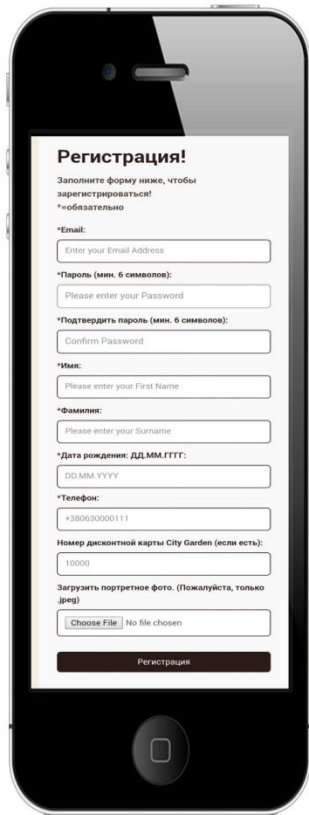 Регистрация!
Заполните форму ниже, чтобы
зарегистрироваться!
*=обязательно
*Email:
Enter your Email Address
*Пароль (мин. 6 символов):
Please enter your Password
*Подтвердить пароль (мин. 6 символов):
Confirm Password
*Имя:
Please enter your First Name
*Фамилия:
Please enter your Surname
*Дата рождения: ДД.ММ.ГГГГ:
DD.MM.YYYY
*Телефон:
+380630000111
Номер дисконтной карты City Garden (если есть):
10000
Загрузить портретное фото. (Пожалуйста, только
.jpeg)
Choose File No file chosen
Регистрация